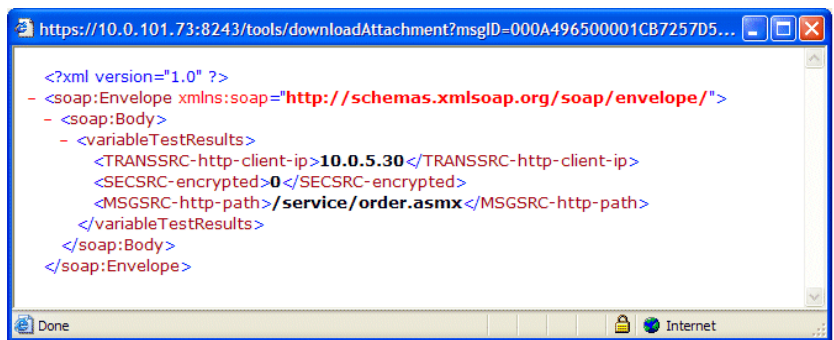 https://10.0.101.73:8243/tools/downloadAttachment?msgID=000A496500001CB7257D5...
<?xml version="1.0" ?>
- <soap:Envelope xmlns:soap="http://schemas.xmlsoap.org/soap/envelope/">
- <soap:Body>
- <variableTestResults>
<TRANSSRC-http-client-ip>10.0.5.30</TRANSSRC-http-client-ip>
<SECSRC-encrypted>0</SECSRC-encrypted>
<MSGSRC-http-path>/service/order.asmx</MSGSRC-http-path>
</variableTestResults>
</soap:Body>
</soap:Envelope>
Done Internet